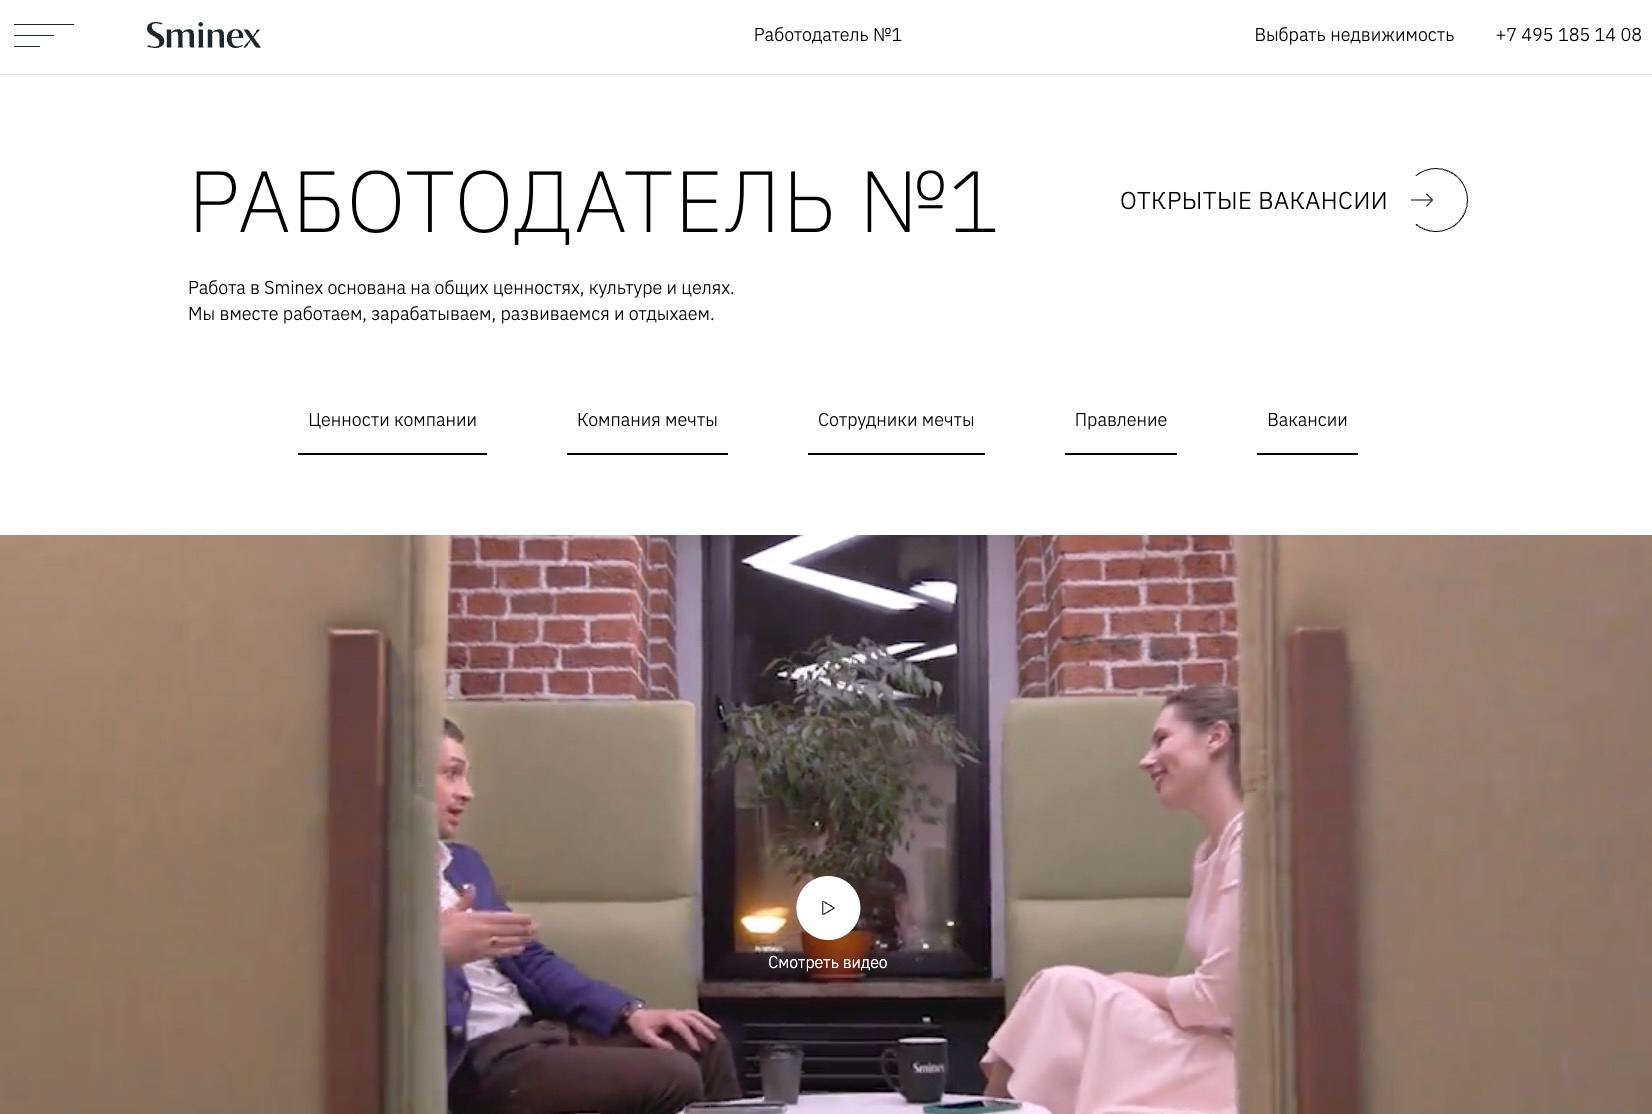 Sminex
Работодатель №1
Выбрать недвижимость
+7 495 185 14 08
РАБОТОДАТЕЛЬ №1
ОТКРЫТЫЕ ВАКАНСИИ
Работа в Sminex основана на общих ценностях, культуре и целях.
Мы вместе работаем, зарабатываем, развиваемся и отдыхаем.
Ценности компании
Компания мечты
Сотрудники мечты
Правление
Вакансии
Смотреть видео
Sminex